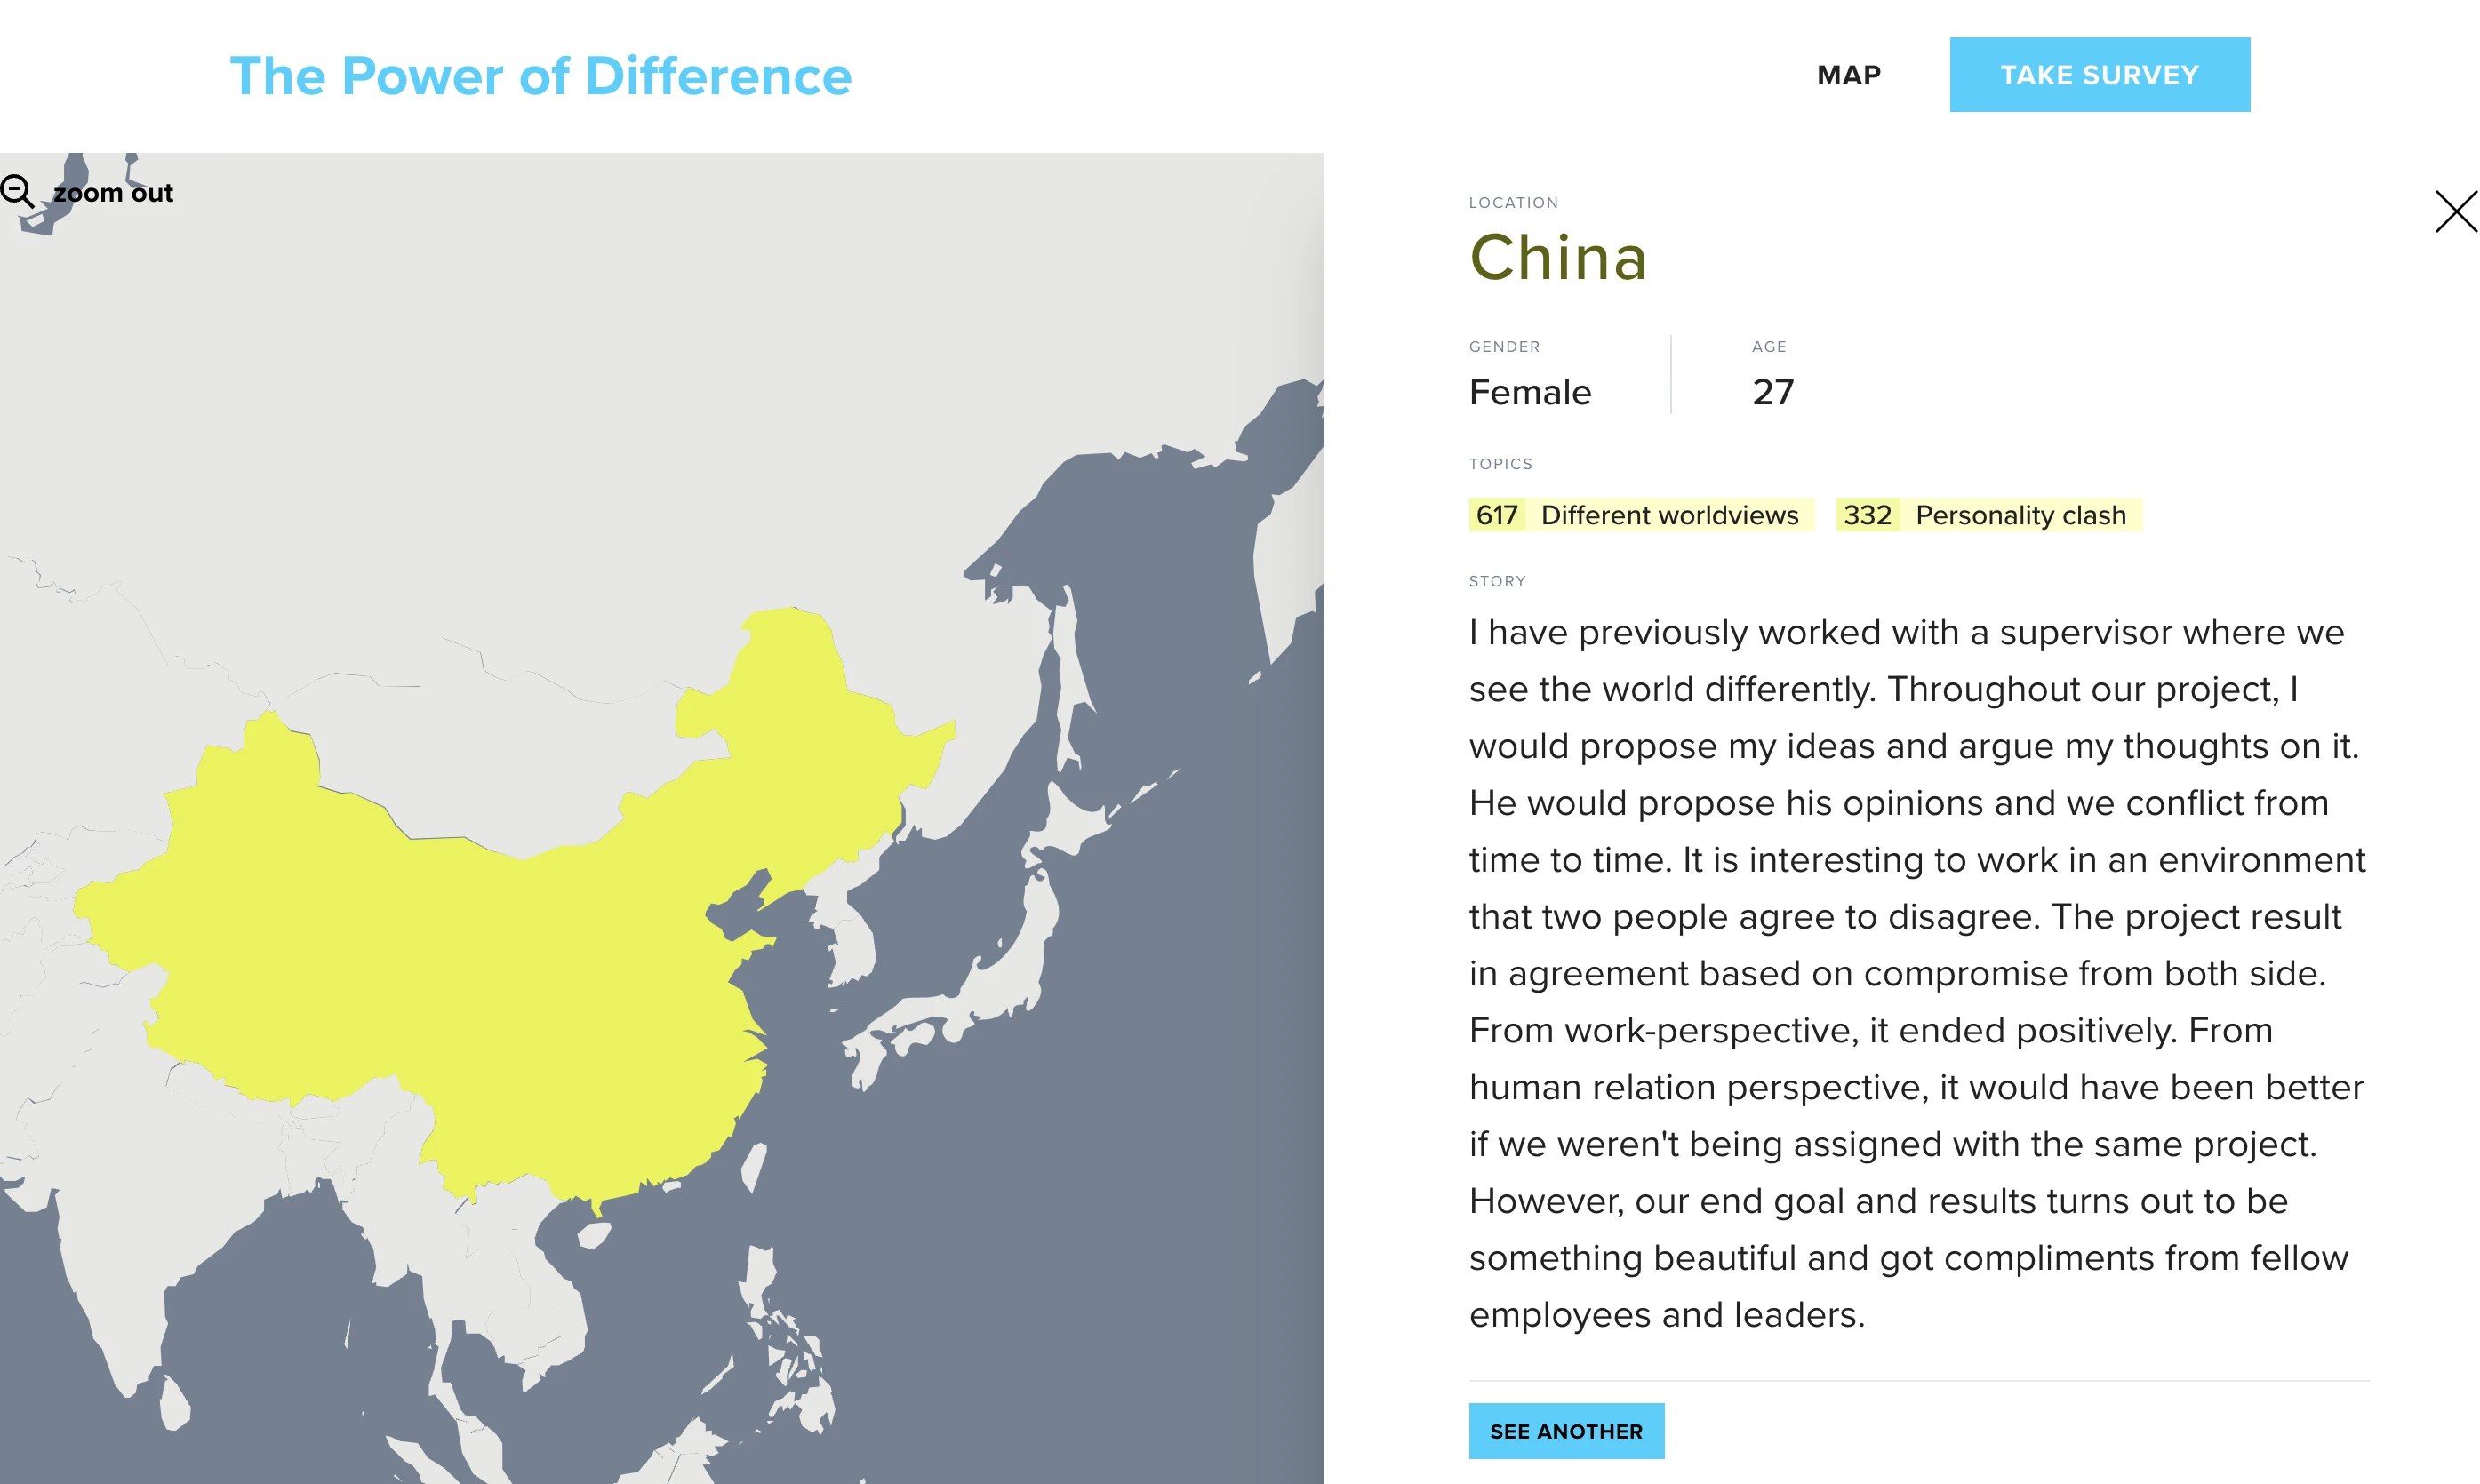 The Power of Difference
MAP
TAKE SURVEY
zoom out
LOCATION
China
GENDER
AGE
Female
27
TOPICS
617 Different worldviews
332 Personality clash
STORY
I have previously worked with a supervisor where we
see the world differently. Throughout our project, I
would propose my ideas and argue my thoughts on it.
He would propose his opinions and we conflict from
time to time. It is interesting to work in an environment
that two people agree to disagree. The project result
in agreement based on compromise from both side.
From work-perspective, it ended positively. From
human relation perspective, it would have been better
if we weren't being assigned with the same project.
However, our end goal and results turns out to be
something beautiful and got compliments from fellow
employees and leaders.
SEE ANOTHER